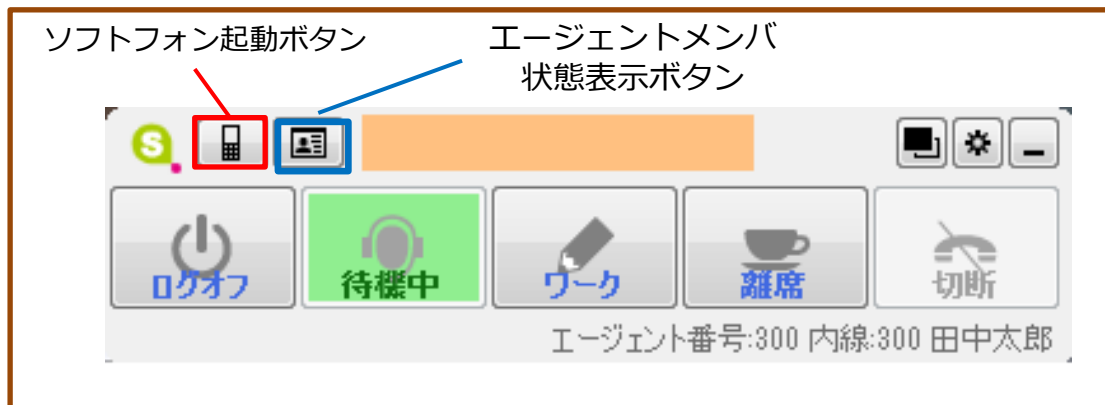 ソフトフォン起動ボタン
エージェントメンバ
状態表示ボタン
S
ログオフ
待機中
ワーク
離席
切断
エージェント番号:300 内線:300 田中太郎